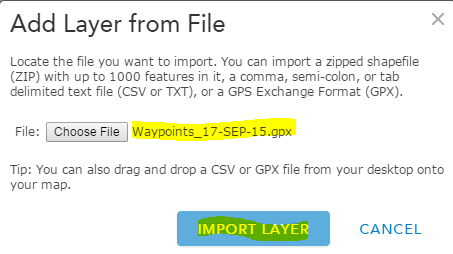 Add Layer from File
Locate the file you want to import. You can import a zipped shapefile
(ZIP) with up to 1000 features in it, a comma, semi-colon, or tab
delimited text file (CSV or TXT), or a GPS Exchange Format (GPX).
File: Choose File Waypoints_17-SEP-15.gpx
Tip: You can also drag and drop a CSV or GPX file from your desktop onto
your map.
IMPORT LAYER CANCEL